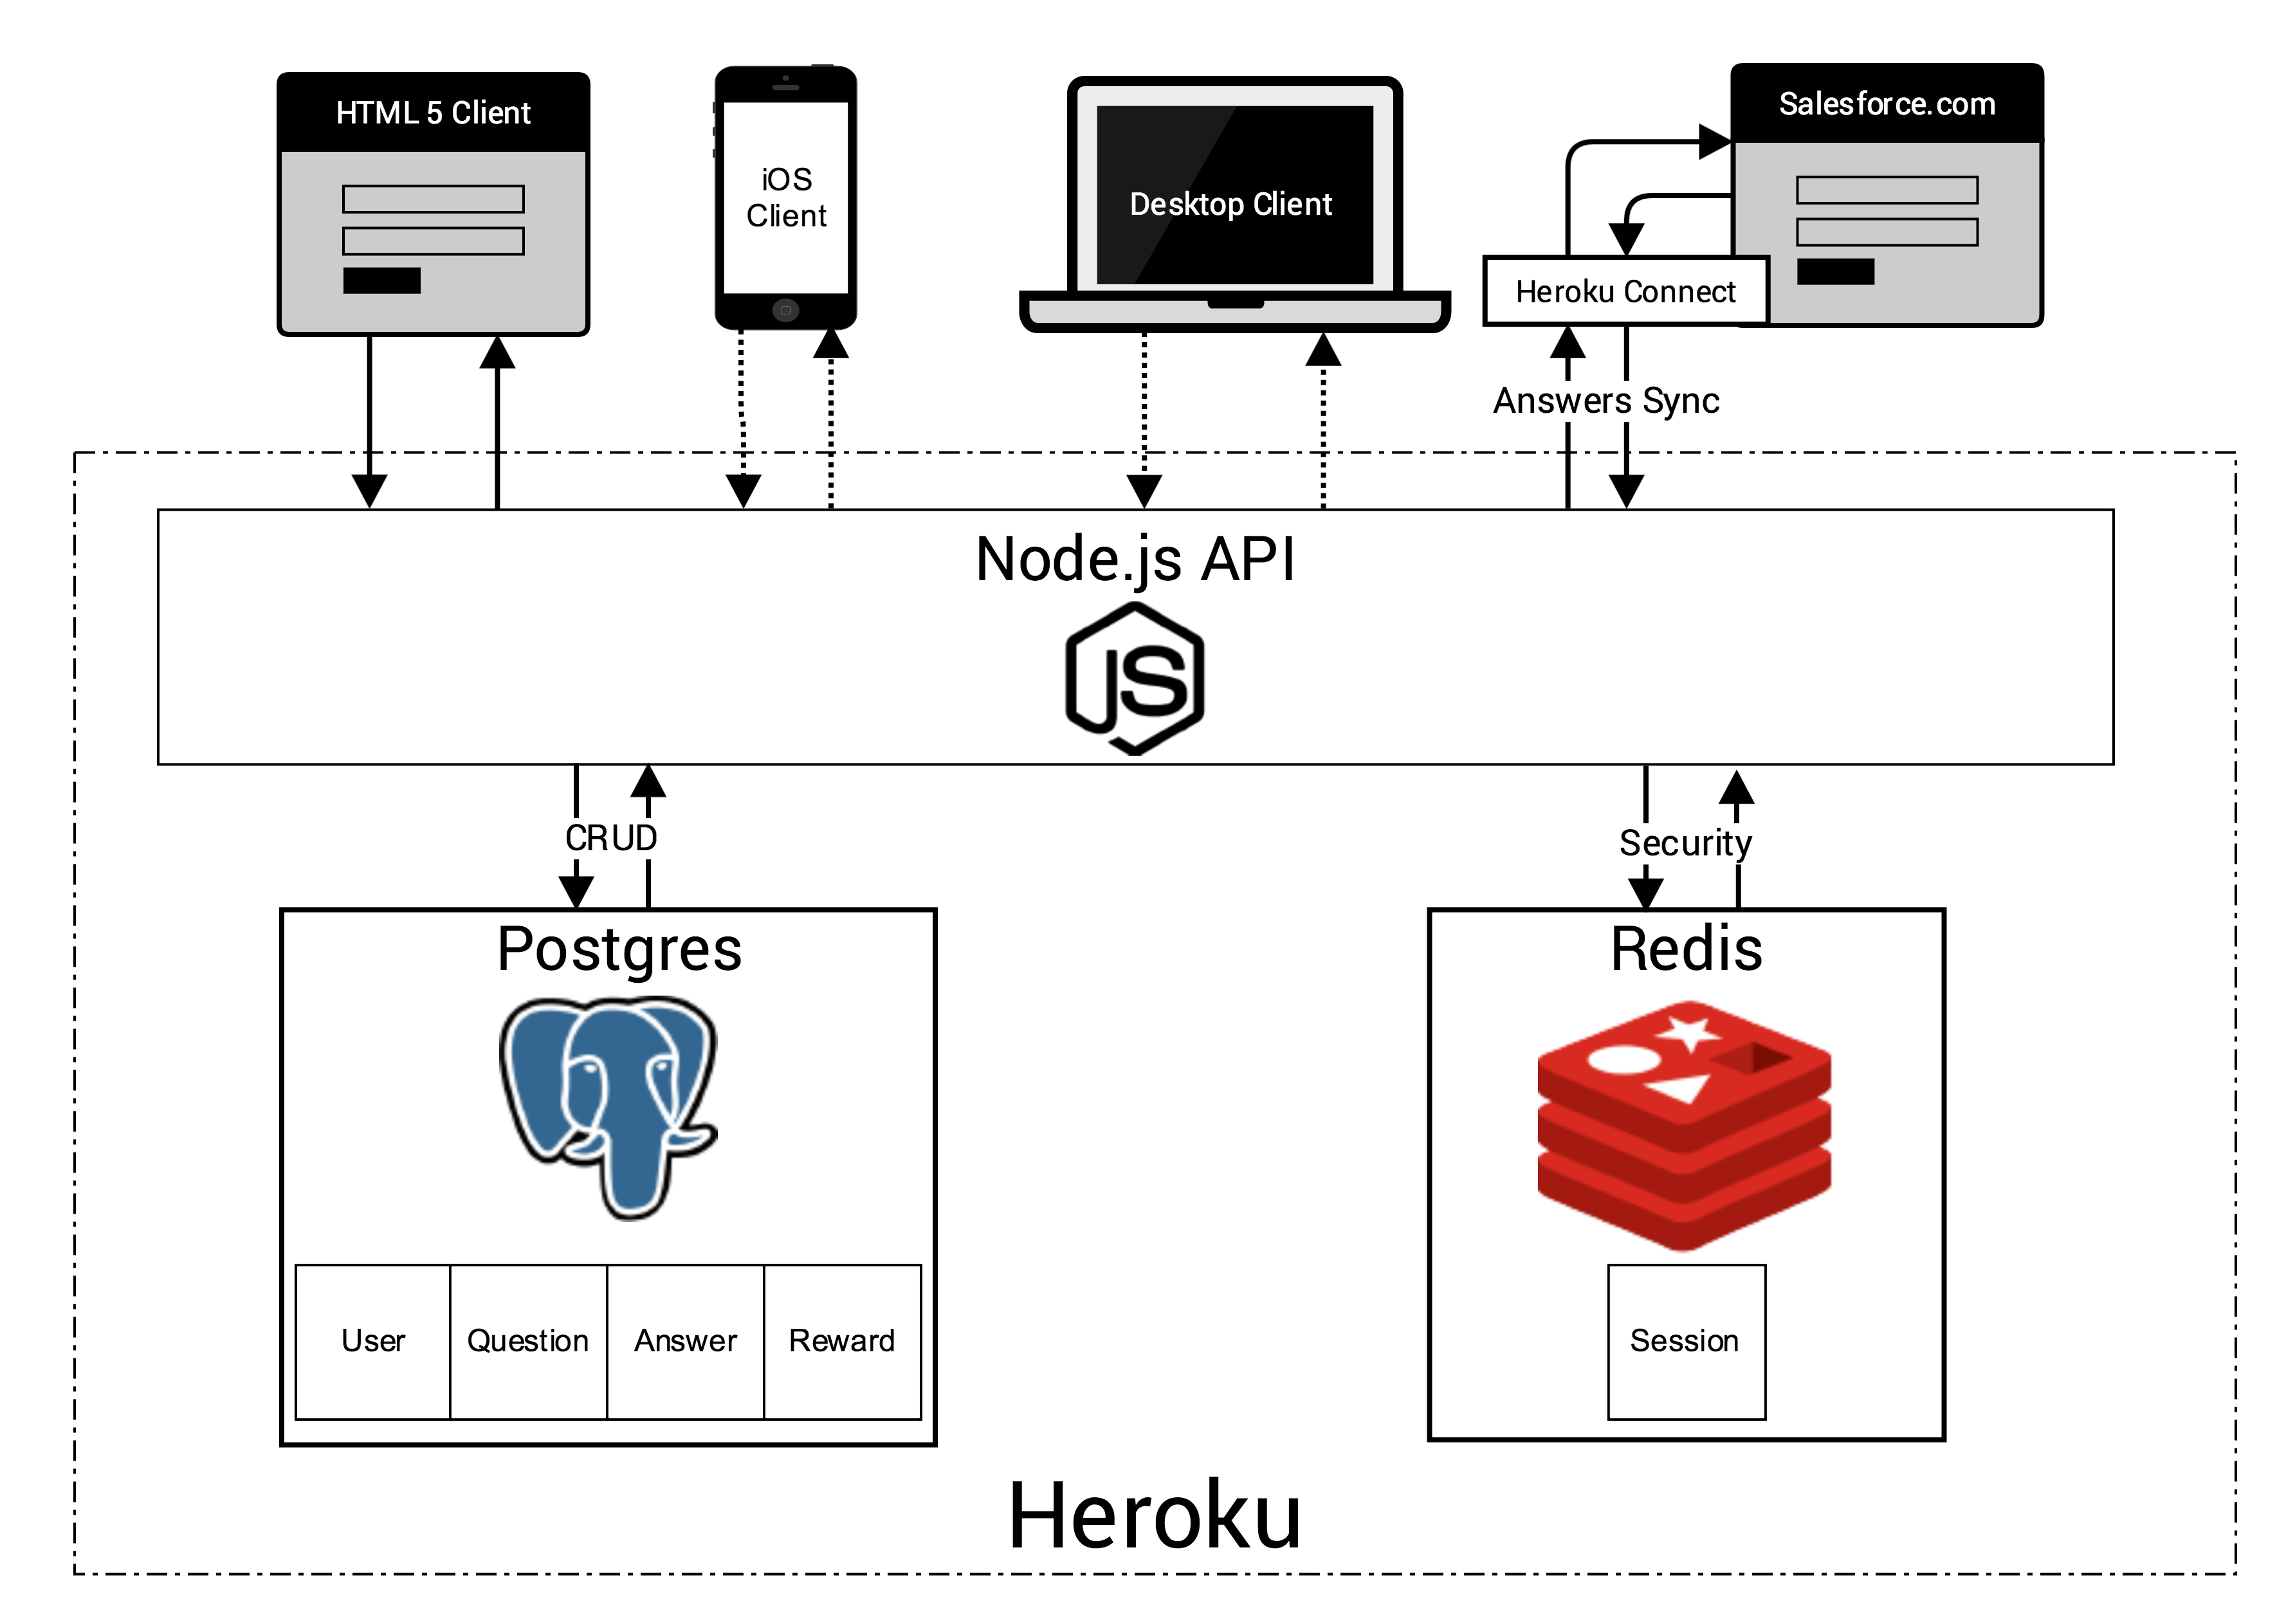 HTML 5 Client
iOS
Client
Desktop Client
Salesforce.com
Heroku Connect
Answers Sync
Node.js API
JS
CRUD
Security
Postgres
Redis
User
Question
Answer
Reward
Session
Heroku